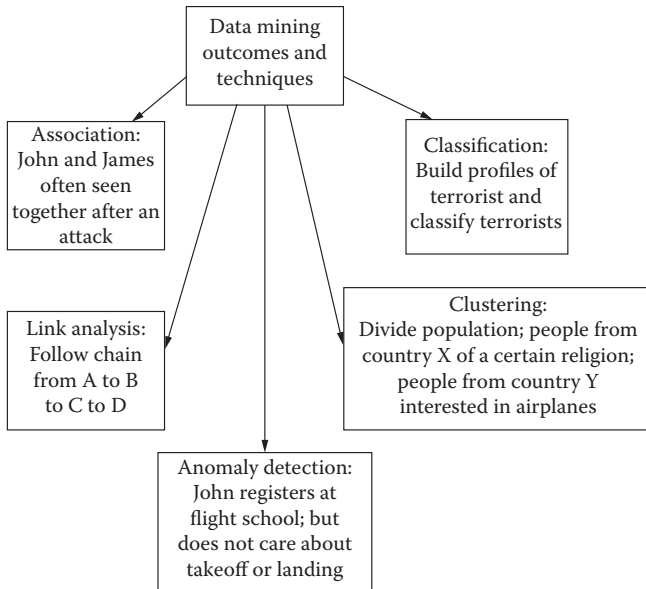 Data mining
outcomes and
techniques
Association:
John and James
often seen
together after an
attack
Classification:
Build profiles of
terrorist and
classify terrorists
Link analysis:
Follow chain
from A to B
to C to D
Clustering:
Divide population; people from
country X of a certain religion;
people from country Y
interested in airplanes
Anomaly detection:
John registers at
flight school; but
does not care about
takeoff or landing